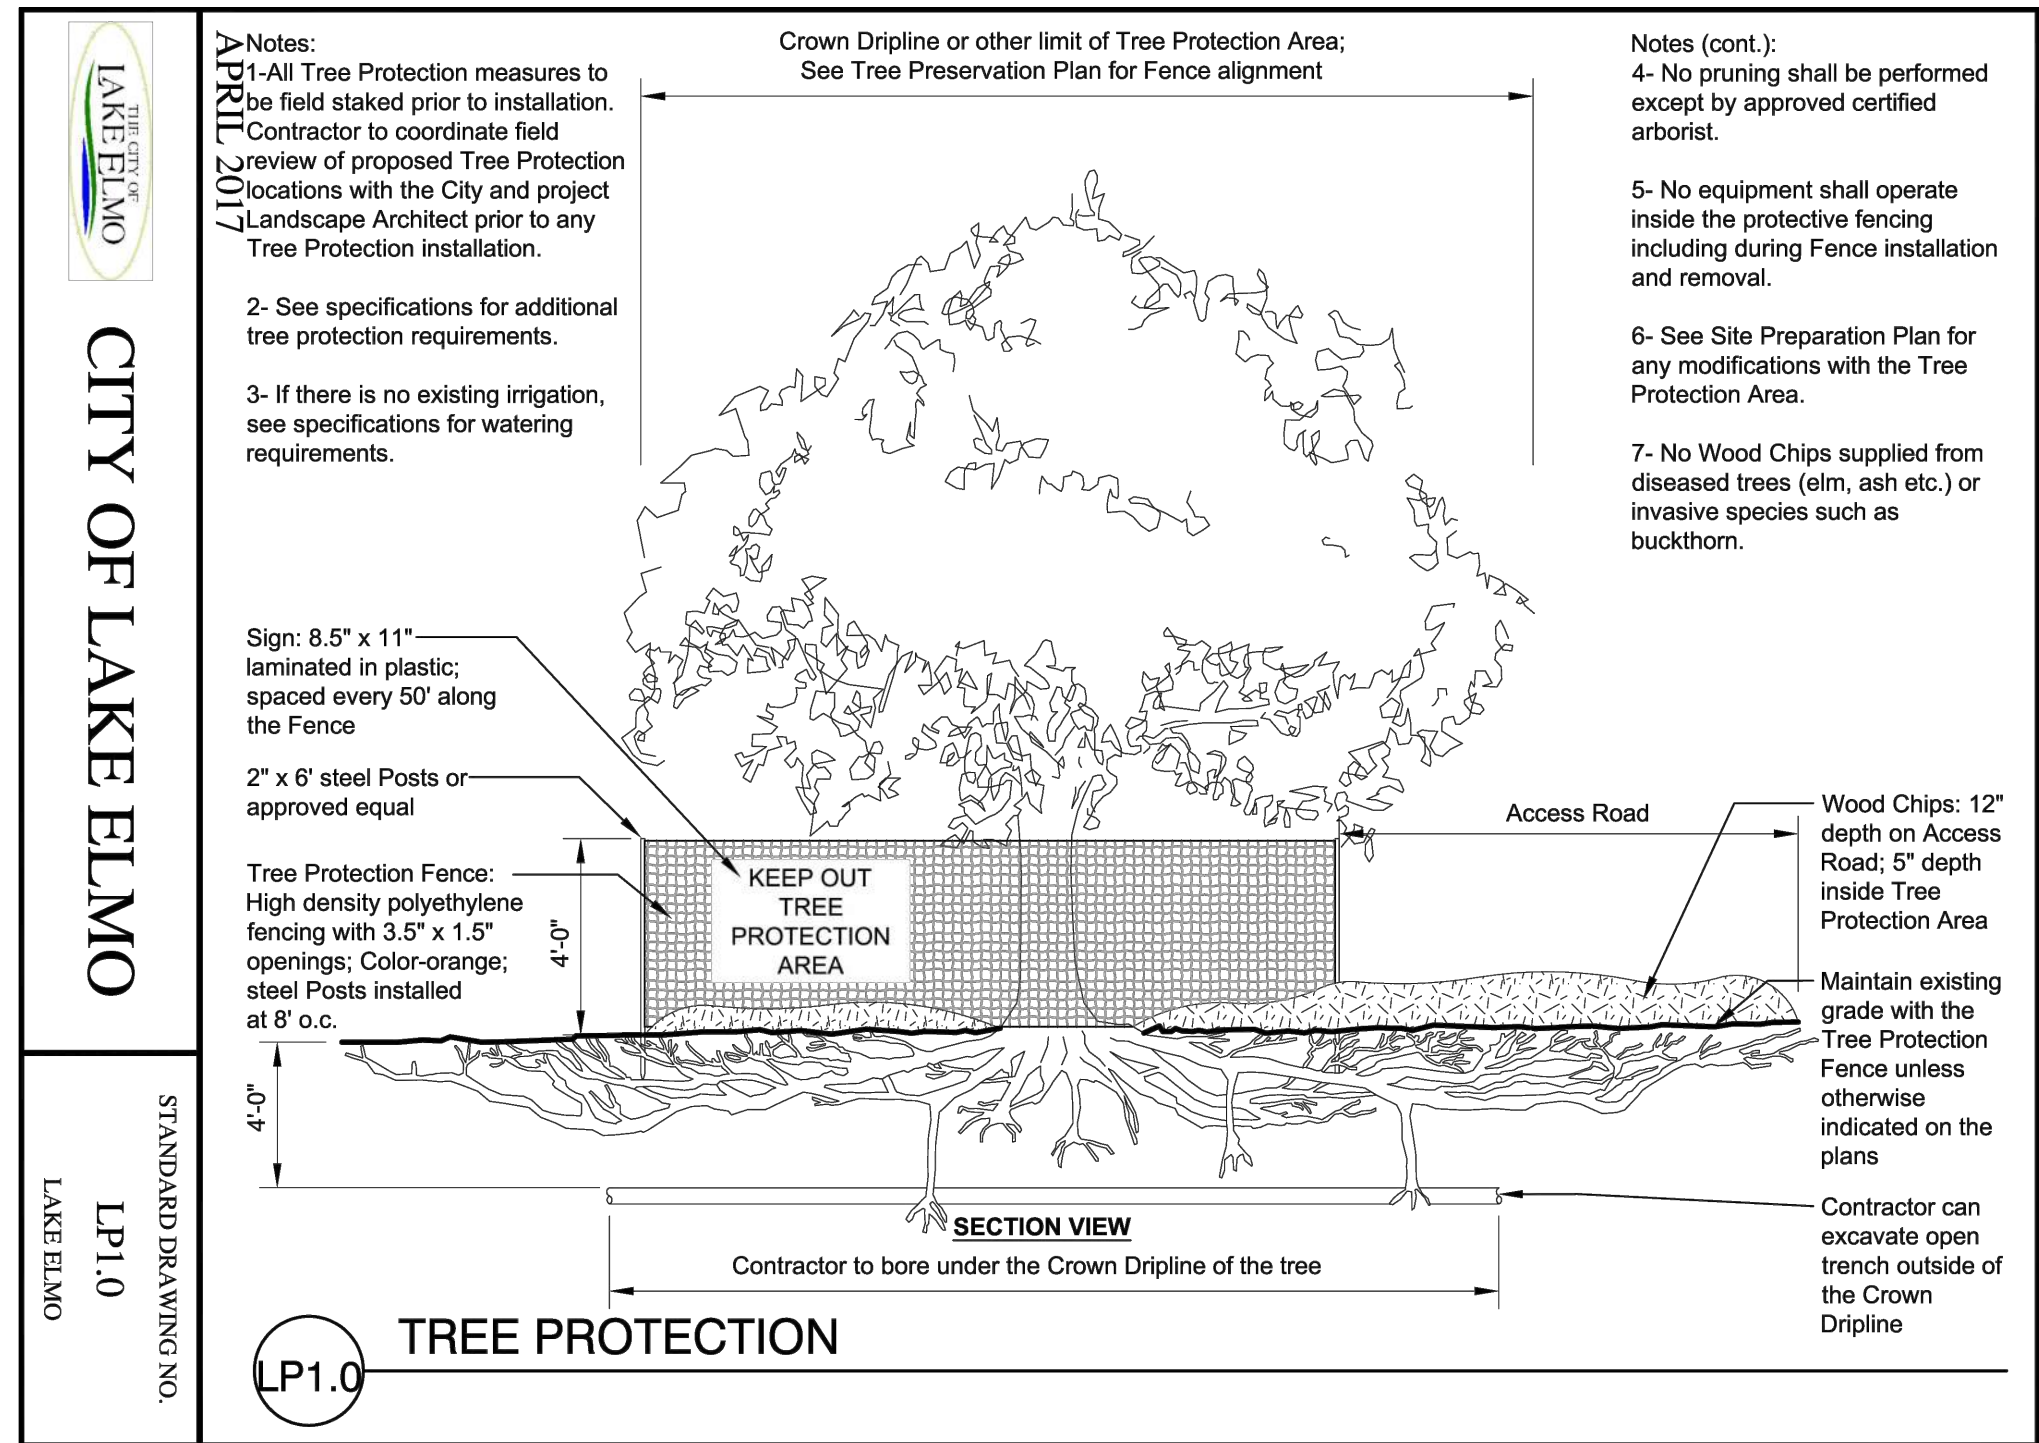 THE CITY OF
LAKE ELMO
CITY OF LAKE ELMO
STANDARD DRAWING NO.
LP1.0
LAKE ELMO
APRIL 2017
Notes:
1-All Tree Protection measures to
be field staked prior to installation.
Contractor to coordinate field
review of proposed Tree Protection
locations with the City and project
Landscape Architect prior to any
Tree Protection installation.
2- See specifications for additional
tree protection requirements.
3- If there is no existing irrigation,
see specifications for watering
requirements.
Crown Dripline or other limit of Tree Protection Area;
See Tree Preservation Plan for Fence alignment
Notes (cont.):
4- No pruning shall be performed
except by approved certified
arborist.
5- No equipment shall operate
inside the protective fencing
including during Fence installation
and removal.
6- See Site Preparation Plan for
any modifications with the Tree
Protection Area.
7- No Wood Chips supplied from
diseased trees (elm, ash etc.) or
invasive species such as
buckthorn.
Sign: 8.5" x 11"
laminated in plastic;
spaced every 50' along
the Fence
2" x 6' steel Posts or
approved equal
Tree Protection Fence:
High density polyethylene
fencing with 3.5" x 1.5"
openings; Color-orange;
steel Posts installed
at 8' o.c.
4'-0"
4'-0"
KEEP OUT
TREE
PROTECTION
AREA
Access Road
Wood Chips: 12"
depth on Access
Road; 5" depth
inside Tree
Protection Area
Maintain existing
grade with the
Tree Protection
Fence unless
otherwise
indicated on the
plans
Contractor can
excavate open
trench outside of
the Crown
Dripline
SECTION VIEW
Contractor to bore under the Crown Dripline of the tree
LP1.0
TREE PROTECTION